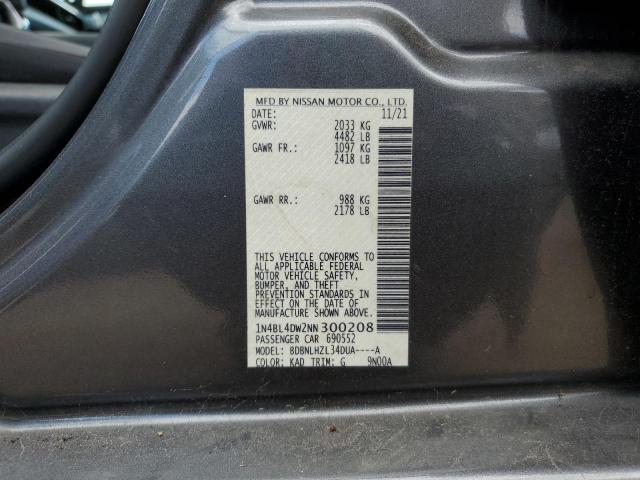 MFD BY NISSAN MOTOR CO., LTD.
DATE: 11/21
GVWR: 2033 KG
4482 LB
GAWR FR.: 1097 KG
2418 LB
GAWR RR.: 988 KG
2178 LB
THIS VEHICLE CONFORMS TO
ALL APPLICABLE FEDERAL
MOTOR VEHICLE SAFETY,
BUMPER, AND THEFT
PREVENTION STANDARDS IN
EFFECT ON THE DATE OF
MANUFACTURE SHOWN ABOVE.
1N4BL4DW2NN300208
PASSENGER CAR 690552
MODEL: BDBNLHZL34DUA----A
COLOR: KAD TRIM: G 9N00A